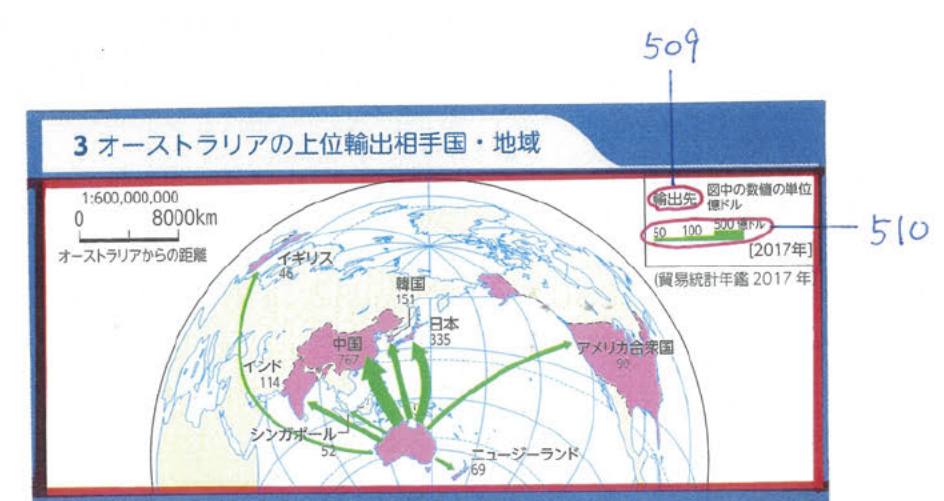 509
3 オーストラリアの上位輸出相手国・地域
1:600,000,000
0 8000km
オーストラリアからの距離
輸出先 図中の数値の単位
億ドル
50 100 500 億ドル
510
[2017年]
(貿易統計年鑑 2017 年
イギリス
46
韓国
151
日本
335
中国
767
アメリカ合衆国
90
インド
114
シンガポール
52
ニュージーランド
69